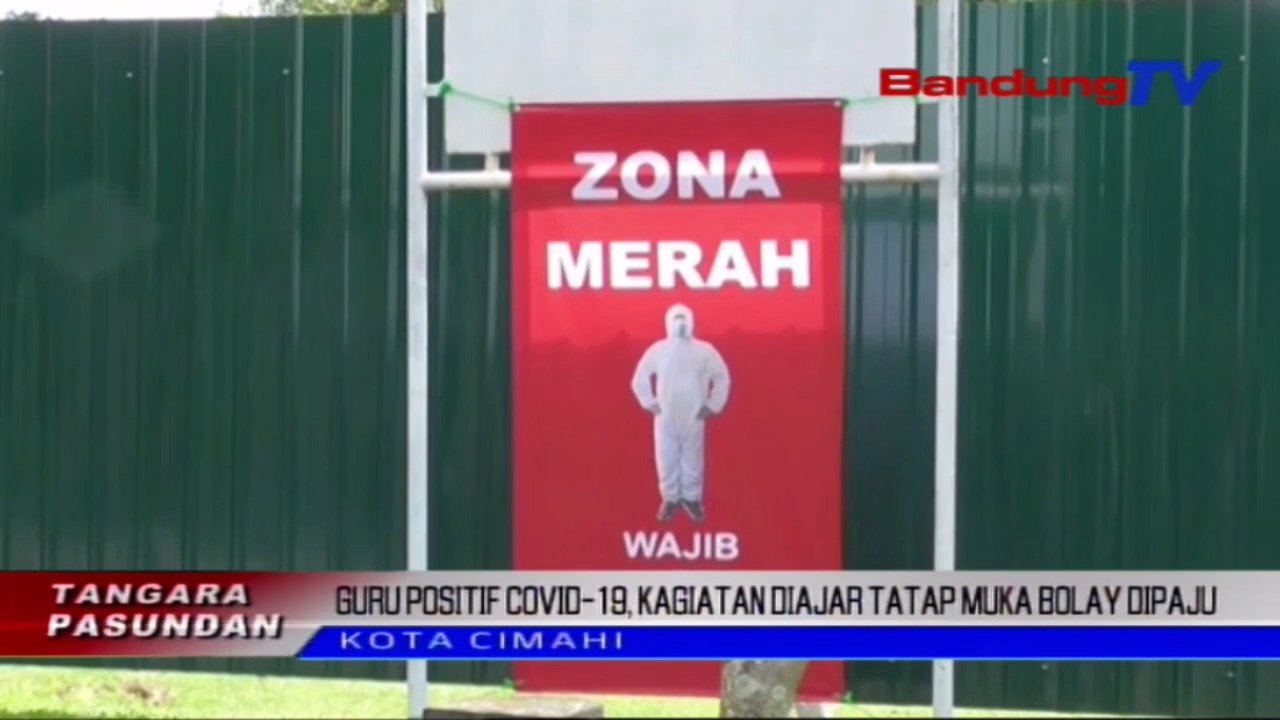 BandungTV
ZONA
MERAH
WAJIB
TANGARA
PASUNDAN
GURU POSITIF COVID-19, KAGIATAN DIAJAR TATAP MUKA BOLAY DIPAJU
KOTA CIMAHI